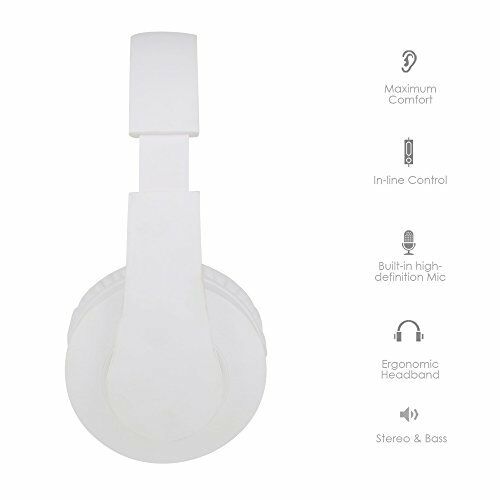 Maximum
Comfort
In-line Control
Built-in high-
definition Mic
Ergonomic
Headband
Stereo & Bass